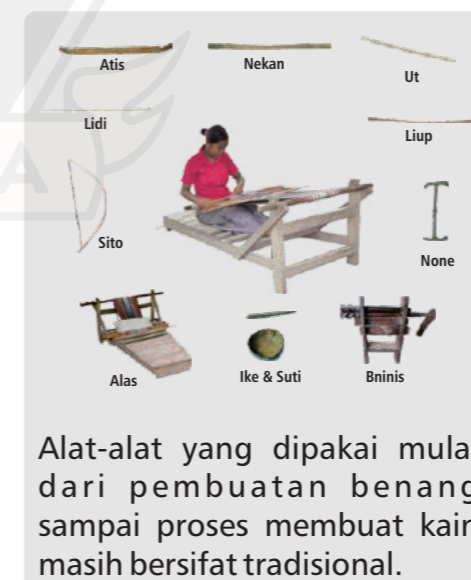 Atis
Nekan
Ut
Lidi
Liup
Sito
None
Alas
Ike & Suti
Bninis
Alat-alat yang dipakai mula
dari pembuatan benang
sampai proses membuat kain
masih bersifat tradisional.